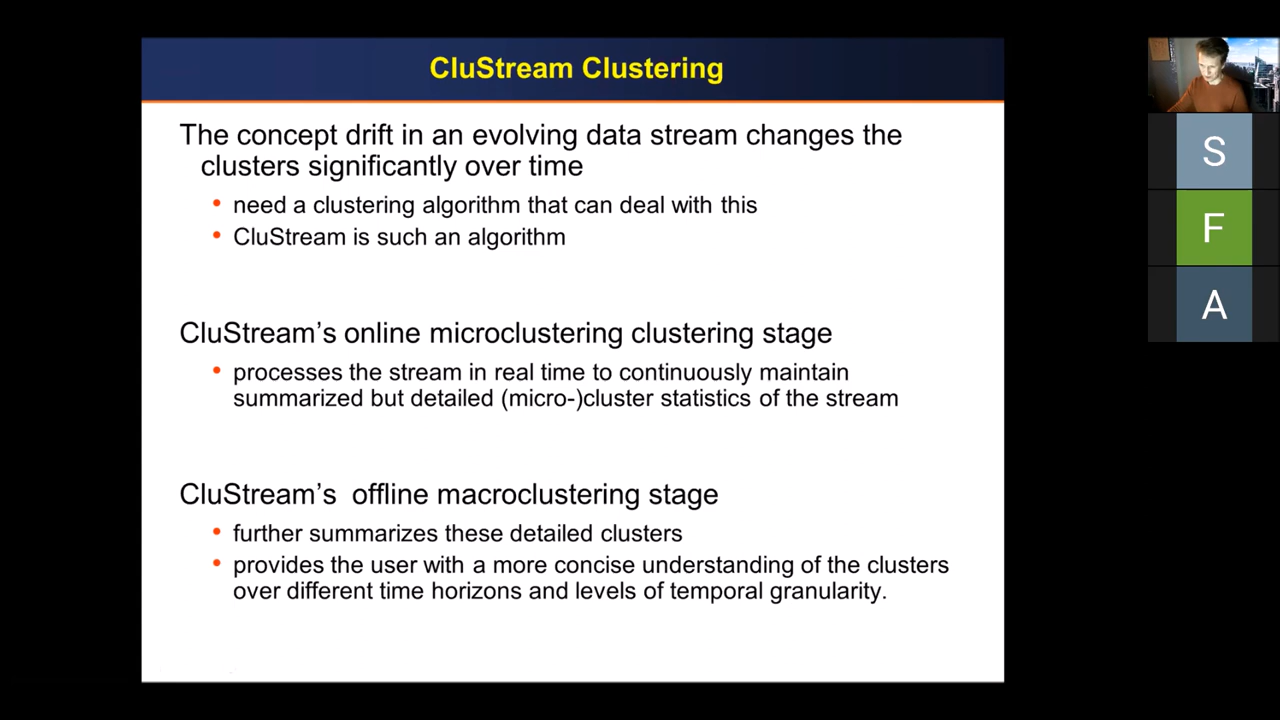 CluStream Clustering
The concept drift in an evolving data stream changes the
clusters significantly over time
• need a clustering algorithm that can deal with this
• CluStream is such an algorithm
CluStream’s online microclustering clustering stage
• processes the stream in real time to continuously maintain
summarized but detailed (micro-)cluster statistics of the stream
CluStream’s  offline macroclustering stage
• further summarizes these detailed clusters
• provides the user with a more concise understanding of the clusters
over different time horizons and levels of temporal granularity.
S
F
A